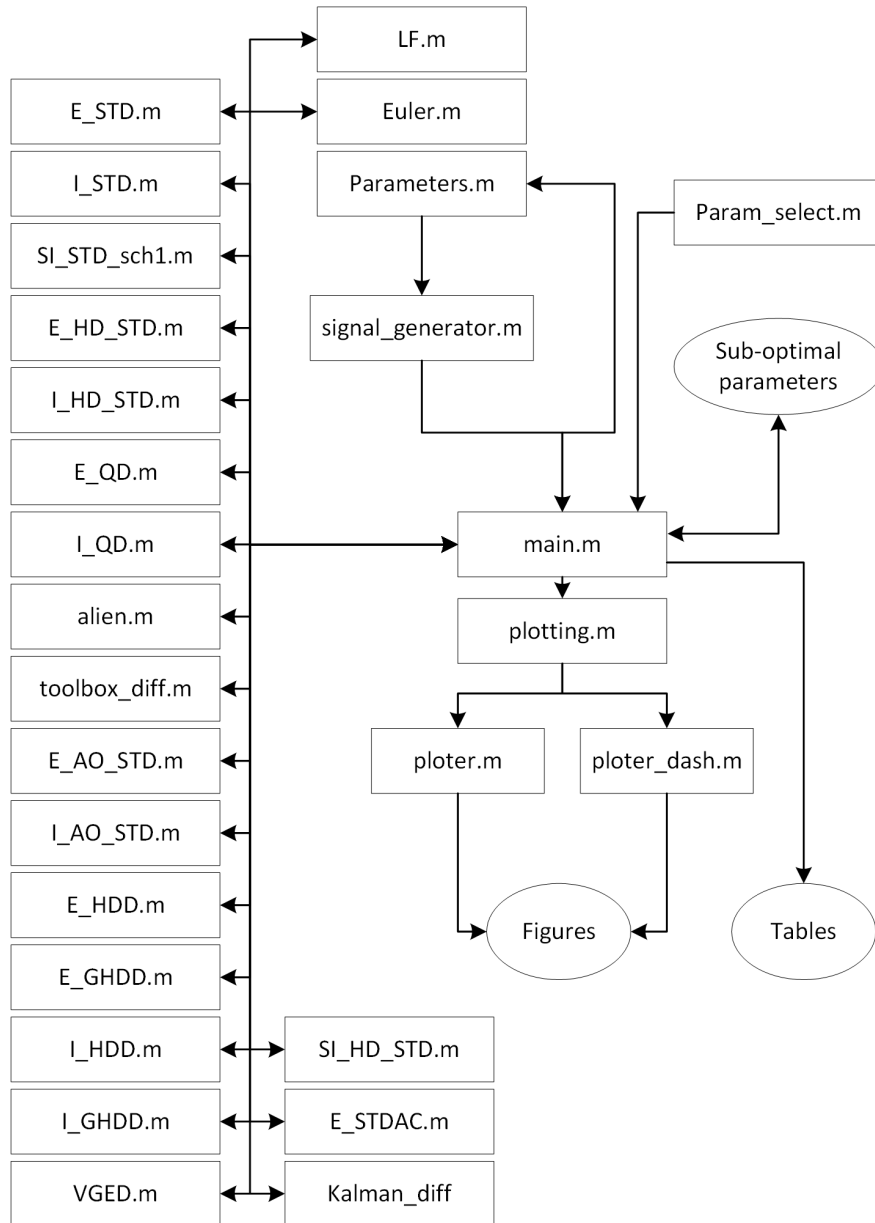 LF.m
E_STD.m
Euler.m
I_STD.m
Parameters.m
Param_select.m
SI_STD_sch1.m
E_HD_STD.m
signal_generator.m
Sub-optimal
parameters
I_HD_STD.m
E_QD.m
I_QD.m
main.m
alien.m
plotting.m
toolbox_diff.m
E_AO_STD.m
ploter.m
ploter_dash.m
I_AO_STD.m
E_HDD.m
Figures
Tables
E_GHDD.m
I_HDD.m
SI_HD_STD.m
I_GHDD.m
E_STDAC.m
VGED.m
Kalman_diff